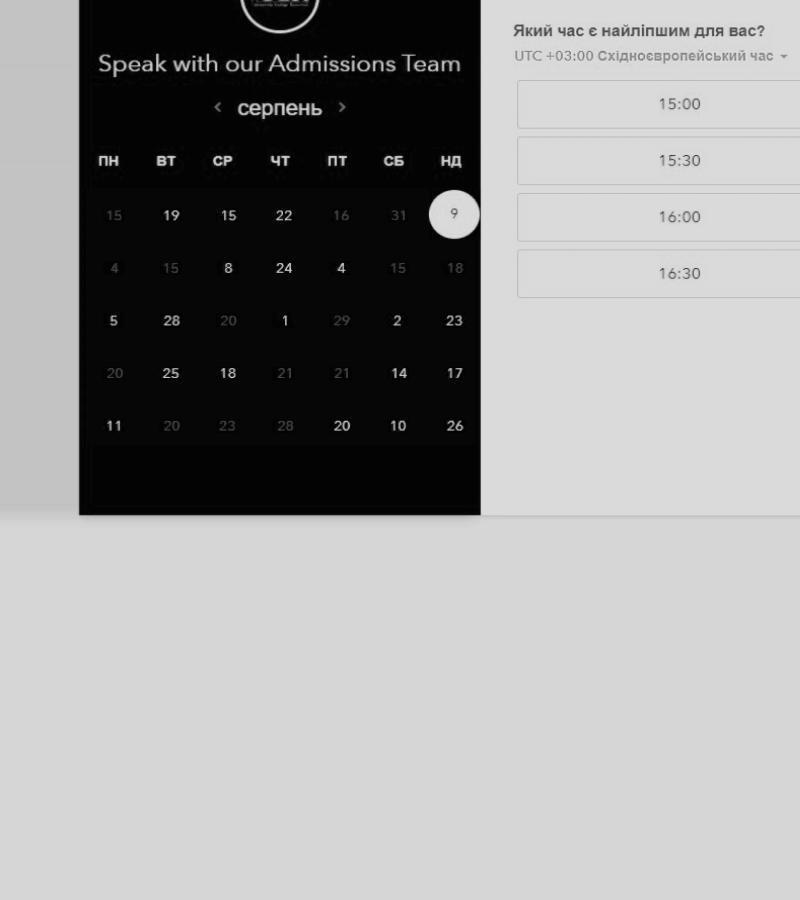 Speak with our Admissions Team
‹ серпень ›
ПН ВТ СР ЧТ ПТ СБ НД
15 19 15 22 16 31 9
4 15 8 24 4 15 18
5 28 20 1 29 2 23
20 25 18 21 21 14 17
11 20 23 28 20 10 26
Який час є найліпшим для вас?
UTC +03:00 Східноєвропейський час
15:00
15:30
16:00
16:30